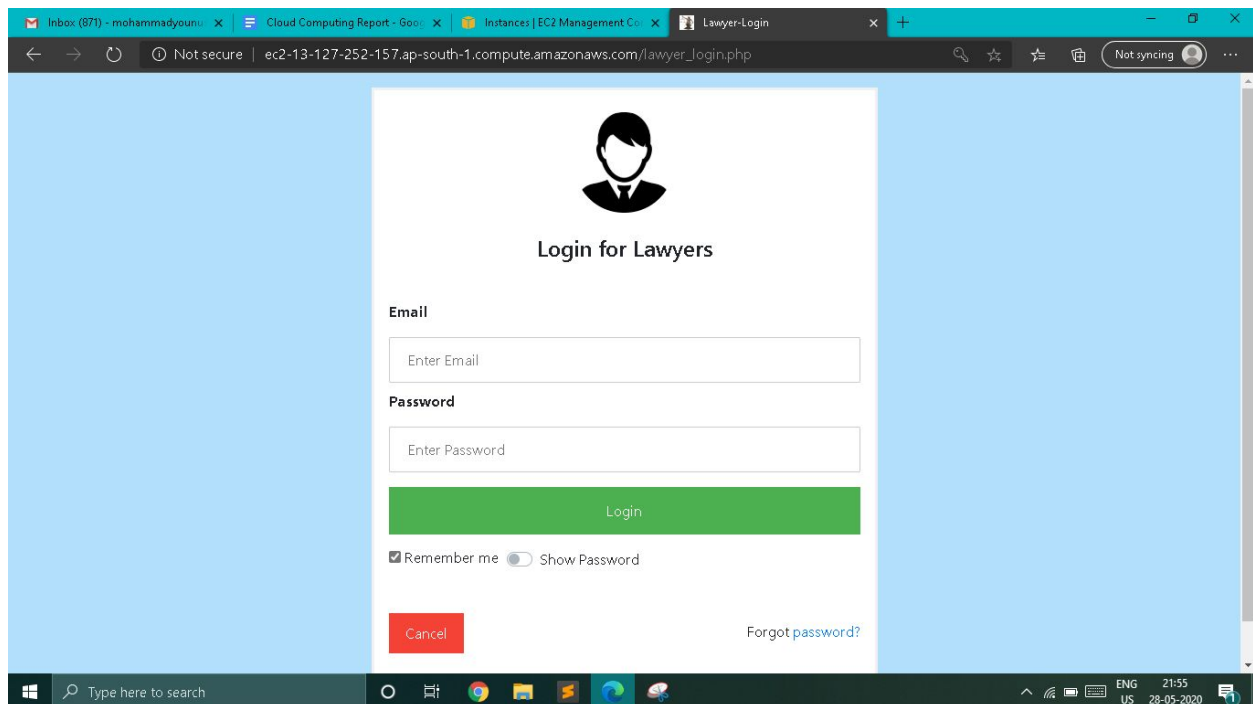 Inbox (871) - mohammadyounu
Cloud Computing Report - Goo
Instances | EC2 Management Co
Lawyer-Login
Not secure | ec2-13-127-252-157.ap-south-1.compute.amazonaws.com/lawyer_login.php
Not syncing
Login for Lawyers
Email
Enter Email
Password
Enter Password
Login
Remember me Show Password
Cancel
Forgot password?
Type here to search
ENG
US
21:55
28-05-2020
1